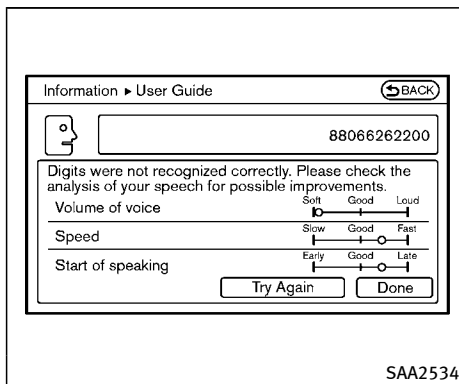 Information ▸ User Guide
BACK
88066262200
Digits were not recognized correctly. Please check the
analysis of your speech for possible improvements.
Soft Good Loud
Volume of voice
Slow Good Fast
Speed
Early Good Late
Start of speaking
Try Again Done
SAA2534